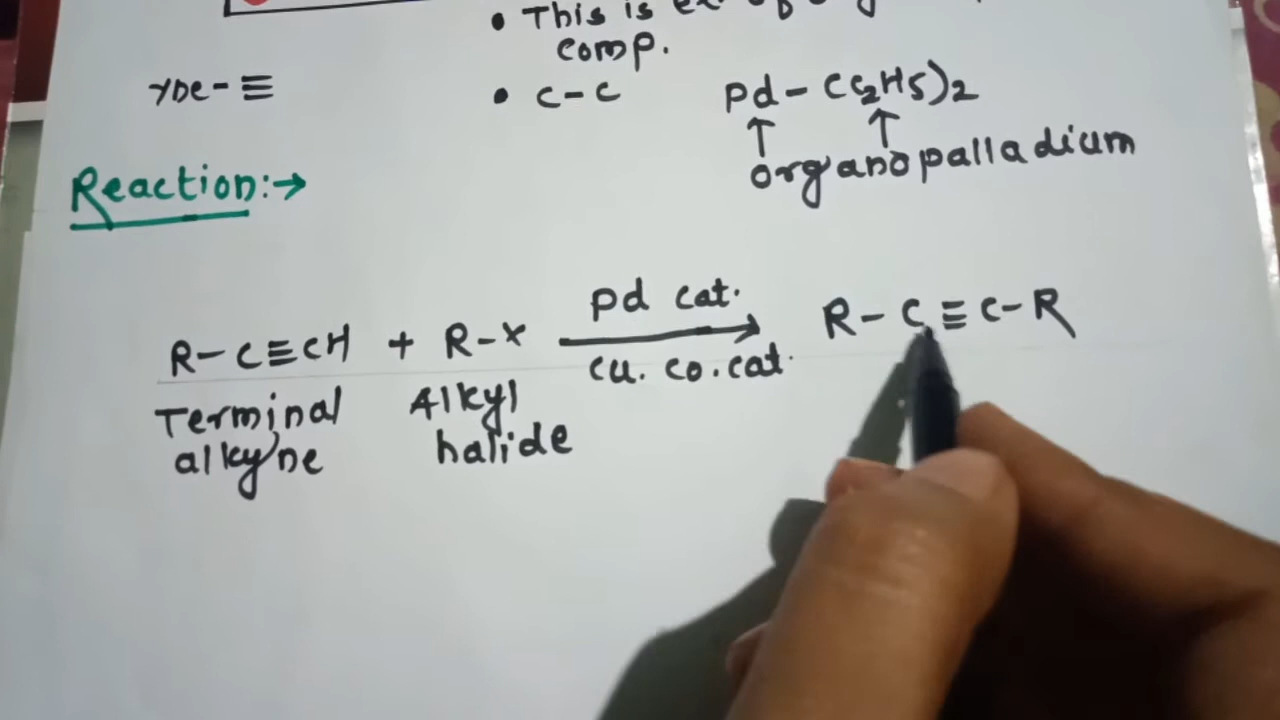 • This is
comp.
yne-≡
• C-C
Pd-(C2H5)2
↑ ↑
organopalladium
Reaction:→
R-C≡CH + R-X
Pd cat.
cu. co.cat.
R-C≡C-R
Terminal
alkyne
Alkyl
halide